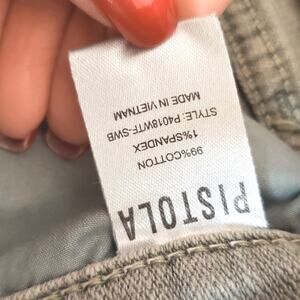 PISTOLA
99%COTTON
1%SPANDEX
STYLE: P4018WTF-SWB
MADE IN VIETNAM